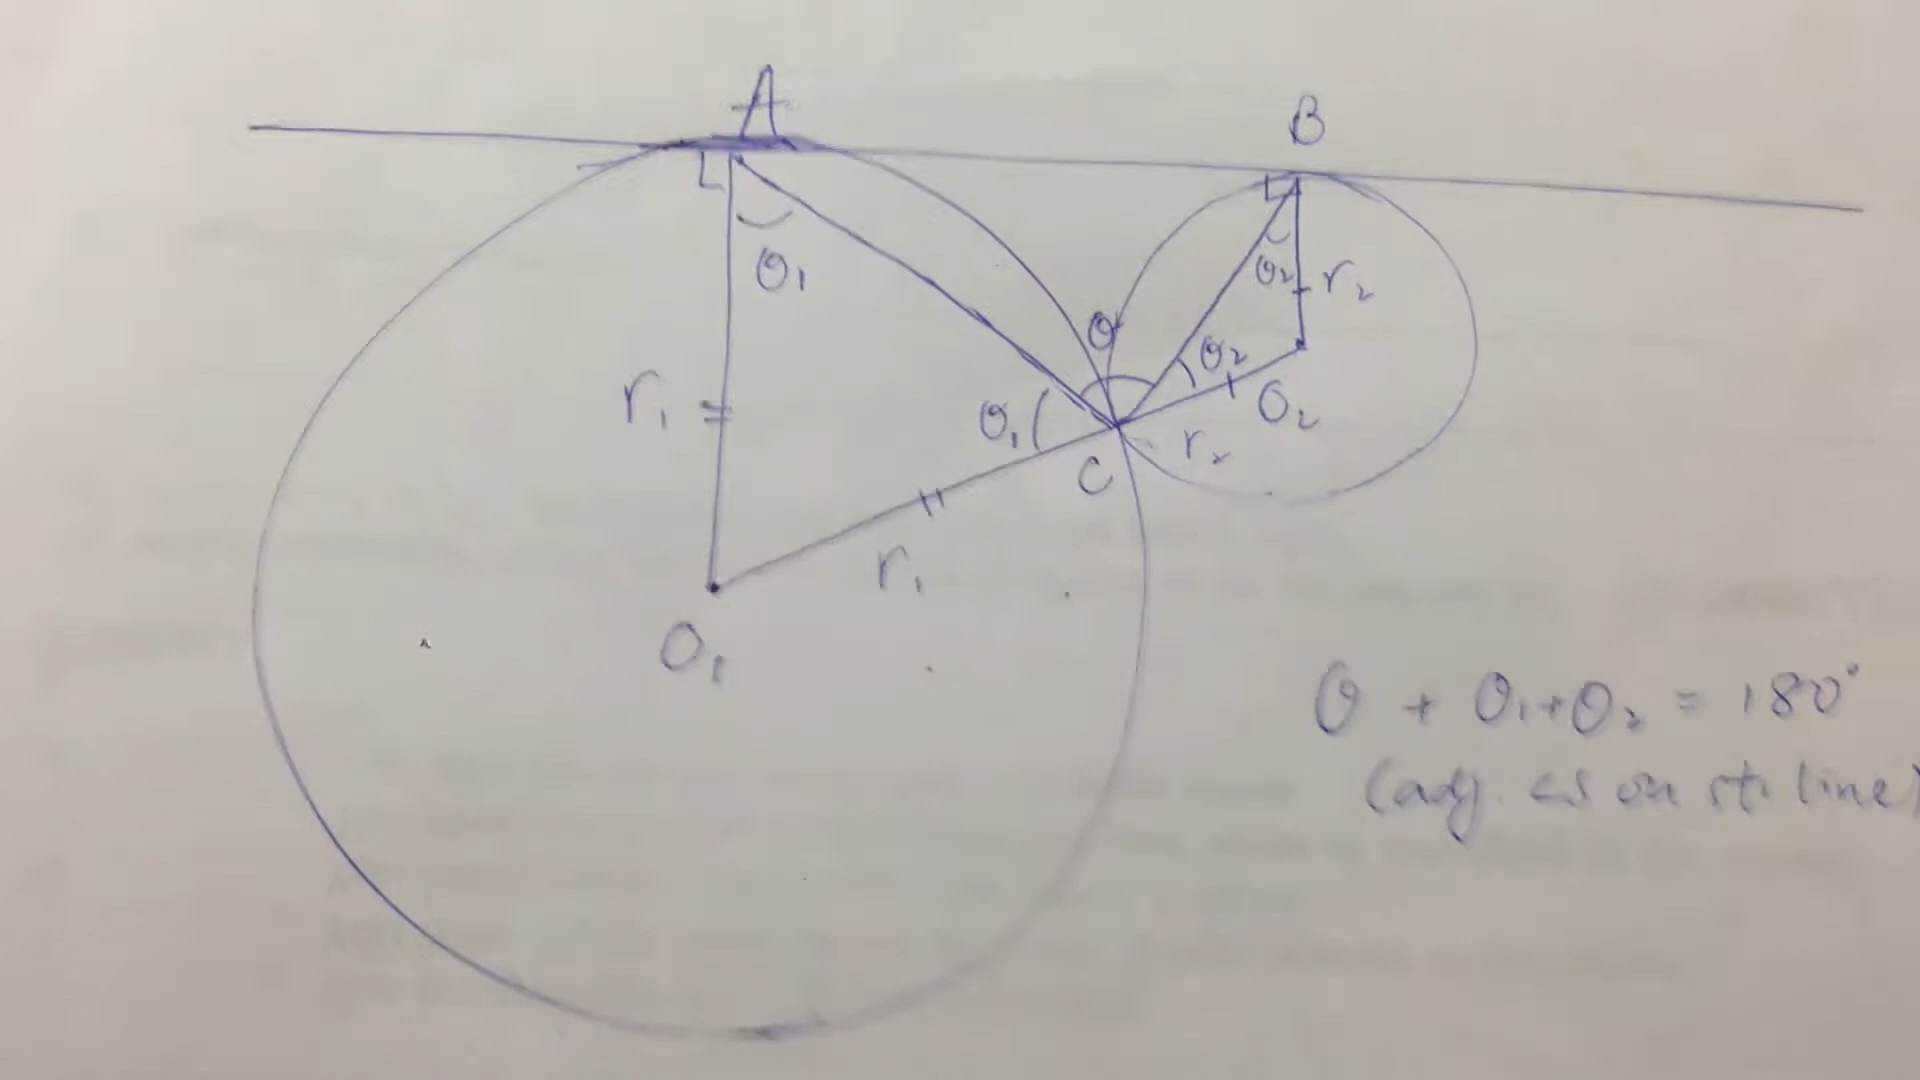 A
B
θ₁
θ₂
r₂
θ
θ₂
r₁
θ₁
O₂
r₂
C
r₁
O₁
θ + θ₁+θ₂ = 180°
(adj. ∠s on st. line)